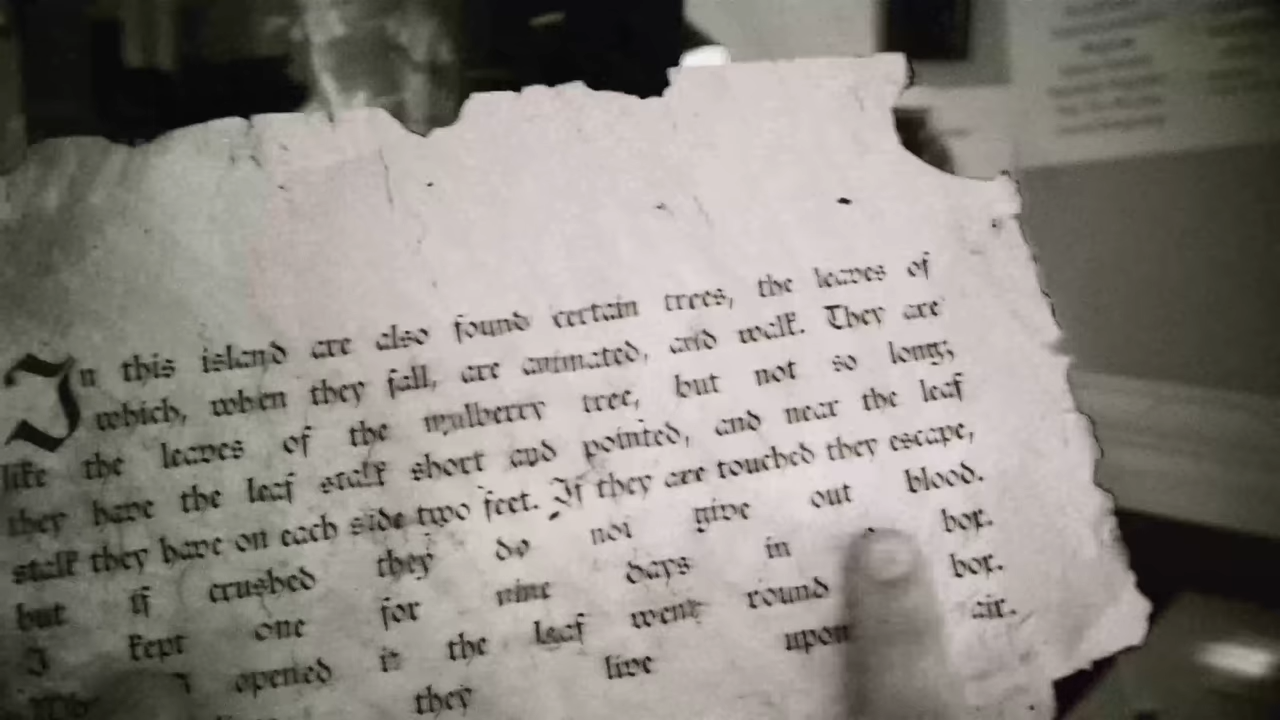 In this island are also found certain trees, the leaves of
which, when they fall, are animated, and walk. They are
like the leaves of the mulberry tree, but not so long;
they have the leaf stalk short and pointed, and near the leaf
stalk they have on each side two feet. If they are touched they escape,
but if crushed they do not give out blood.
I kept one for nine days in box.
opened it the leaf went round box.
they live upon air.